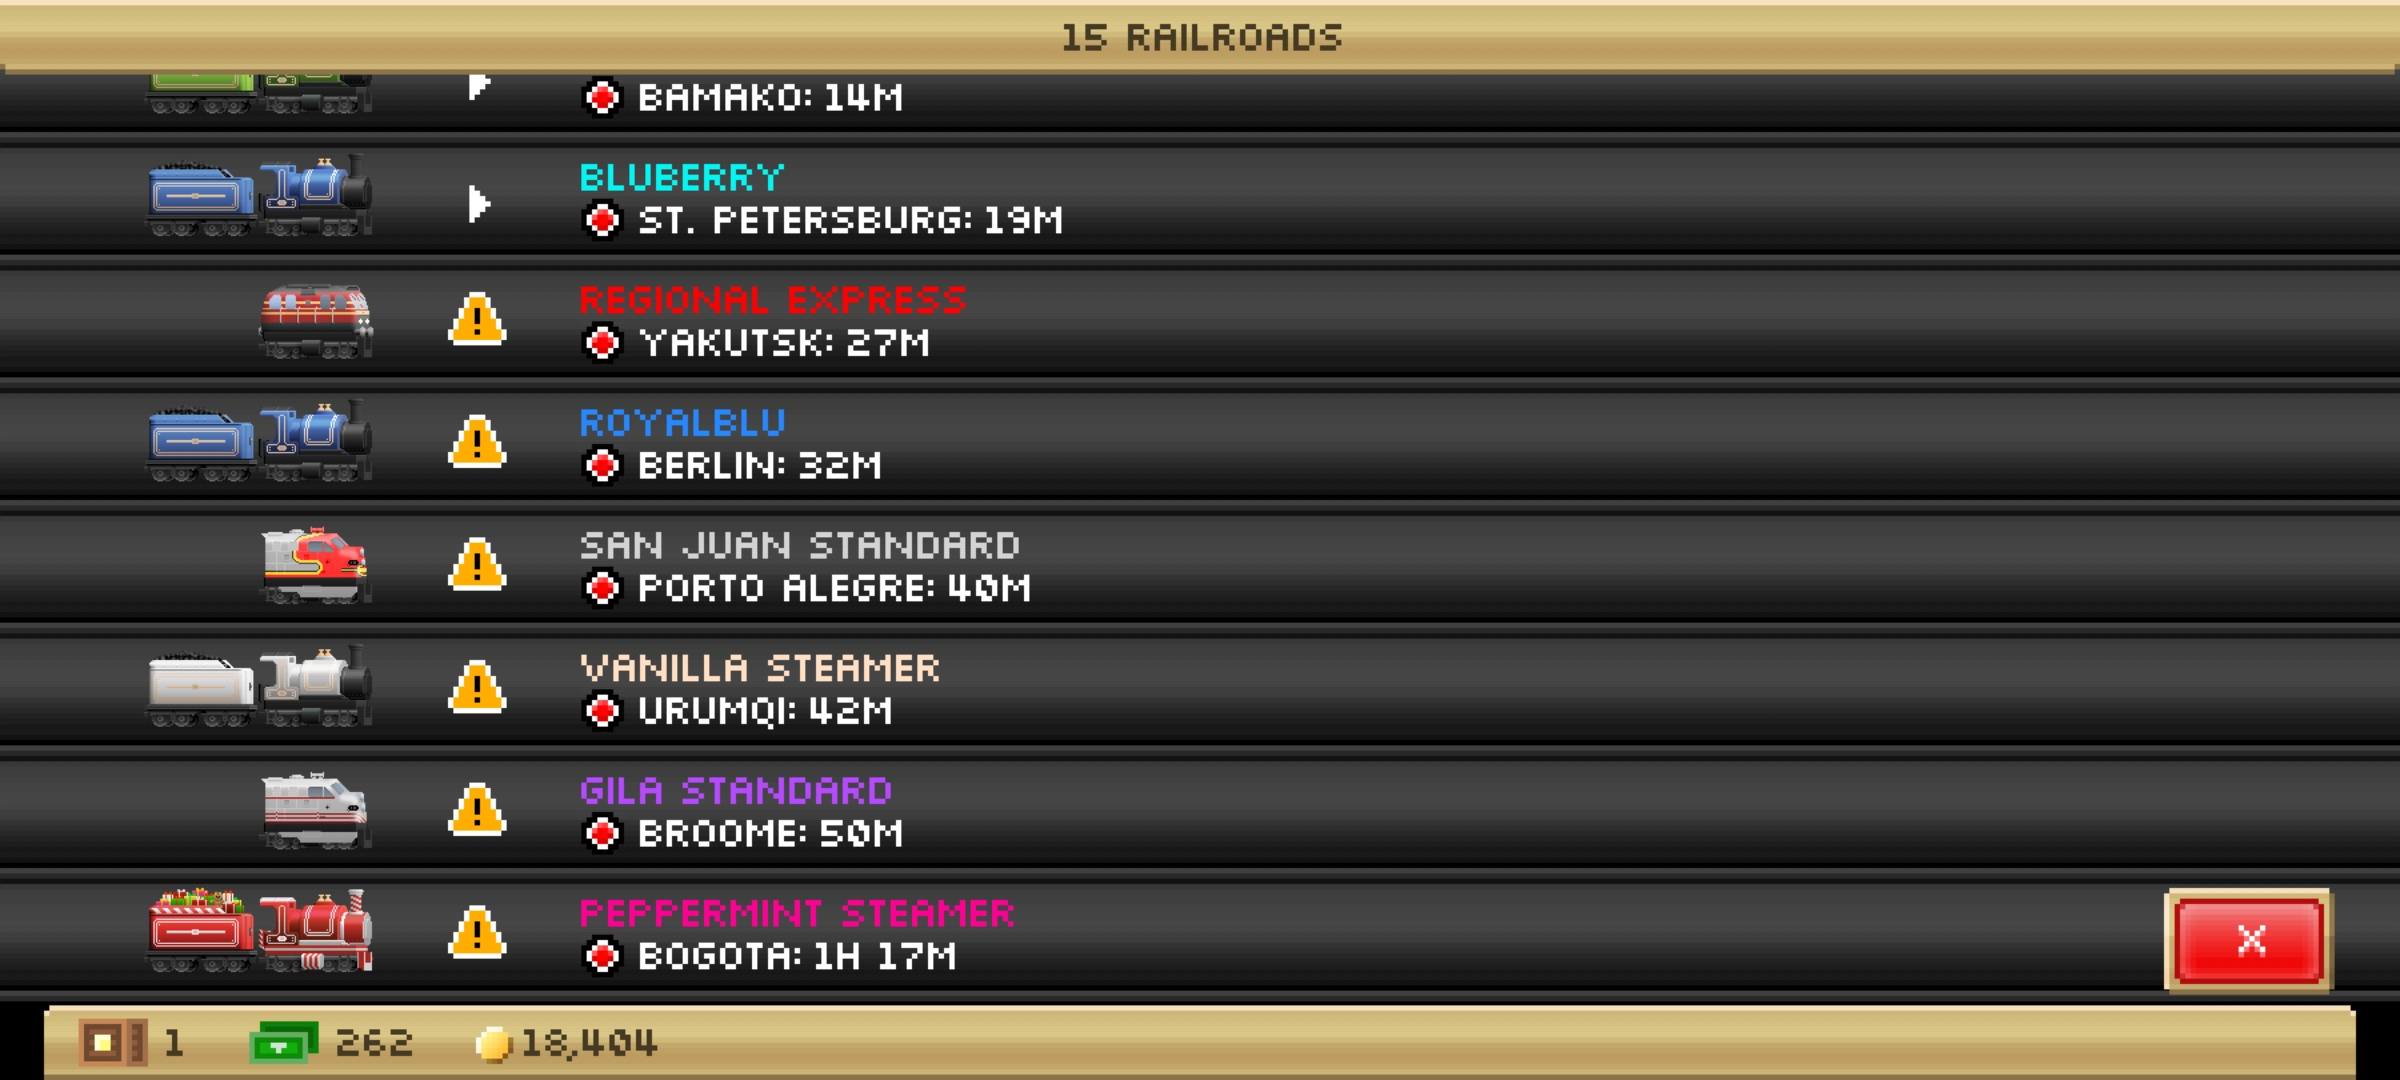 15 RAILROADS
BAMAKO: 14M
BLUBERRY
ST. PETERSBURG: 19M
REGIONAL EXPRESS
YAKUTSK: 27M
ROYALBLU
BERLIN: 32M
SAN JUAN STANDARD
PORTO ALEGRE: 40M
VANILLA STEAMER
URUMQI: 42M
GILA STANDARD
BROOME: 50M
PEPPERMINT STEAMER
BOGOTA: 1H 17M
1 262 18,404